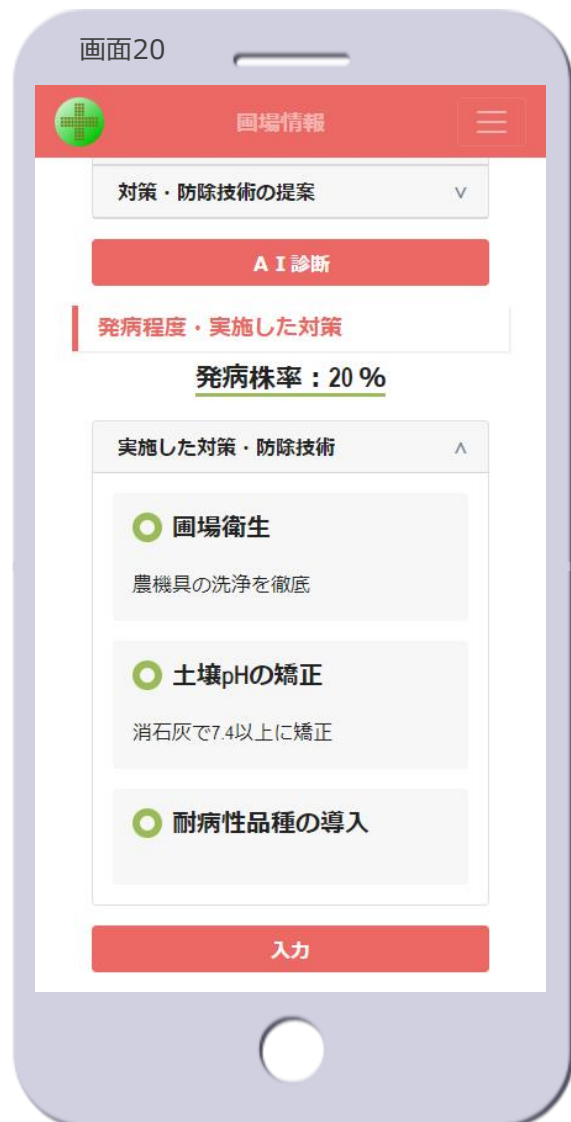 画面20
圃場情報
対策・防除技術の提案
ＡＩ診断
発病程度・実施した対策
発病株率：20 %
実施した対策・防除技術
圃場衛生
農機具の洗浄を徹底
土壌pHの矯正
消石灰で7.4以上に矯正
耐病性品種の導入
入力